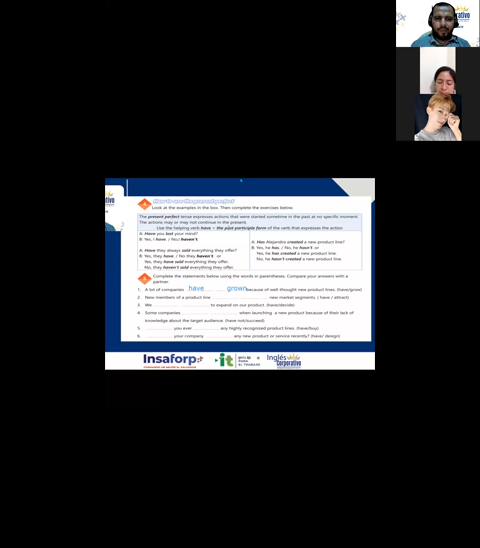 How to use the present perfect
Look at the examples in the box. Then complete the exercises below.
The present perfect tense expresses actions that were started sometime in the past at no specific moment.
The actions may or may not continue in the present.
Use the helping verb have + the past participle form of the verb that expresses the action
A: Have you lost your mind?
B: Yes, I have. / No,I haven't.
A: Have they always said everything they offer?
B: Yes, they have. / No they haven't or
Yes, they have said everything they offer.
No, they haven't said everything they offer.
A: Has Alejandro created a new product line?
B: Yes, he has. / No, he hasn't or
Yes, he has created a new product line.
No, he hasn't created a new product line.
Complete the statements below using the words in parentheses. Compare your answers with a
partner.
1. A lot of companies have grown because of well-thought new product lines. (have/grow)
2. New members of a product line new market segments. ( have / attract)
3. We to expand on our product. (have/decide)
4. Some companies when launching a new product because of their lack of
knowledge about the target audience. (have not/succeed)
5. you ever any highly recognized product lines. (have/buy)
6. your company any new product or service recently? (have/ design)
Insaforp
it
Inglés
corporativo